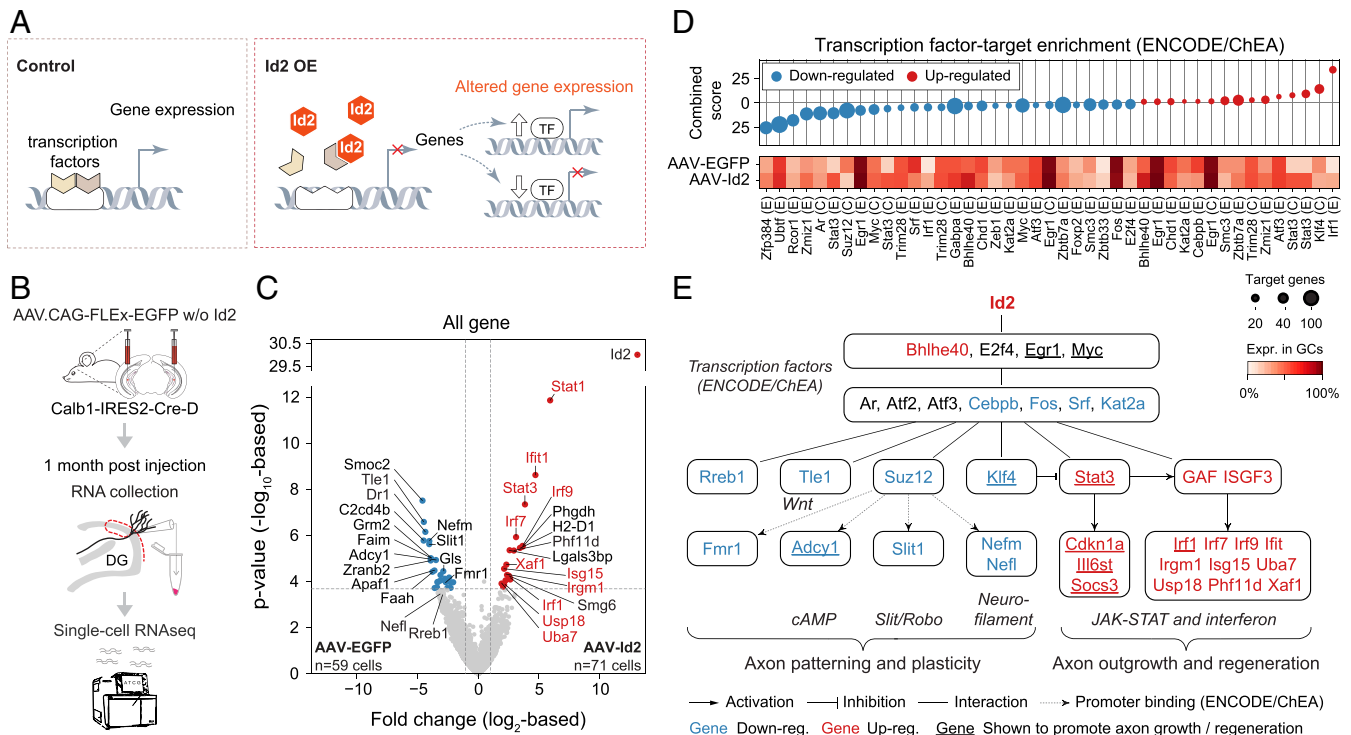 A
Control
Gene expression
transcription
factors
Id2 OE
Id2
Id2
Id2
Altered gene expression
Genes
TF
TF
B
AAV.CAG-FLEx-EGFP w/o Id2
Calb1-IRES2-Cre-D
1 month post injection
RNA collection
DG
Single-cell RNAseq
C
All gene
p-value (-log10-based)
30.5
29.5
12
10
8
6
4
2
0
Id2
Stat1
Ifit1
Stat3
Irf9
Irf7
Phgdh
H2-D1
Phf11d
Lgals3bp
Xaf1
Isg15
Irgm1
Smg6
Irf1
Usp18
Uba7
Smoc2
Tle1
Dr1
C2cd4b
Grm2
Nefm
Faim
Slit1
Adcy1
Gls
Zranb2
Fmr1
Apaf1
Faah
Nefl
Rreb1
AAV-EGFP
n=59 cells
AAV-Id2
n=71 cells
−10 −5 0 5 10
Fold change (log2-based)
D
Transcription factor-target enrichment (ENCODE/ChEA)
Combined
score
25
0
25
Down-regulated
Up-regulated
AAV-EGFP
AAV-Id2
Zfp384 (E)
Ubtf (E)
Rcor1 (E)
Zmiz1 (E)
Ar (C)
Stat3 (E)
Suz12 (C)
Egr1 (E)
Myc (C)
Stat3 (C)
Trim28 (E)
Srf (E)
Irf1 (E)
Trim28 (C)
Gabpa (E)
Bhlhe40 (E)
Chd1 (E)
Zeb1 (E)
Kat2a (E)
Myc (E)
Atf3 (E)
Egr1 (C)
Zbtb7a (E)
Foxp2 (E)
Smc3 (E)
Zbtb33 (E)
Fos (E)
E2f4 (E)
Bhlhe40 (E)
Egr1 (E)
Chd1 (E)
Kat2a (E)
Cebpb (E)
Egr1 (C)
Smc3 (E)
Zbtb7a (E)
Trim28 (C)
Zmiz1 (E)
Atf3 (E)
Stat3 (C)
Stat3 (E)
Klf4 (C)
Irf1 (E)
Target genes
20 40 100
Expr. in GCs
0% 100%
E
Id2
Transcription factors
(ENCODE/ChEA)
Bhlhe40, E2f4, Egr1, Myc
Ar, Atf2, Atf3, Cebpb, Fos, Srf, Kat2a
Rreb1
Tle1
Suz12
Klf4
Stat3
GAF ISGF3
Wnt
Fmr1
Adcy1
Slit1
Nefm
Nefl
Cdkn1a
Il6st
Socs3
Irf1 Irf7 Irf9 Ifit
Irgm1 Isg15 Uba7
Usp18 Phf11d Xaf1
cAMP
Slit/Robo
Neuro-
filament
JAK-STAT and interferon
Axon patterning and plasticity
Axon outgrowth and regeneration
Activation
Inhibition
Interaction
Promoter binding (ENCODE/ChEA)
Gene Down-reg.
Gene Up-reg.
Gene Shown to promote axon growth / regeneration